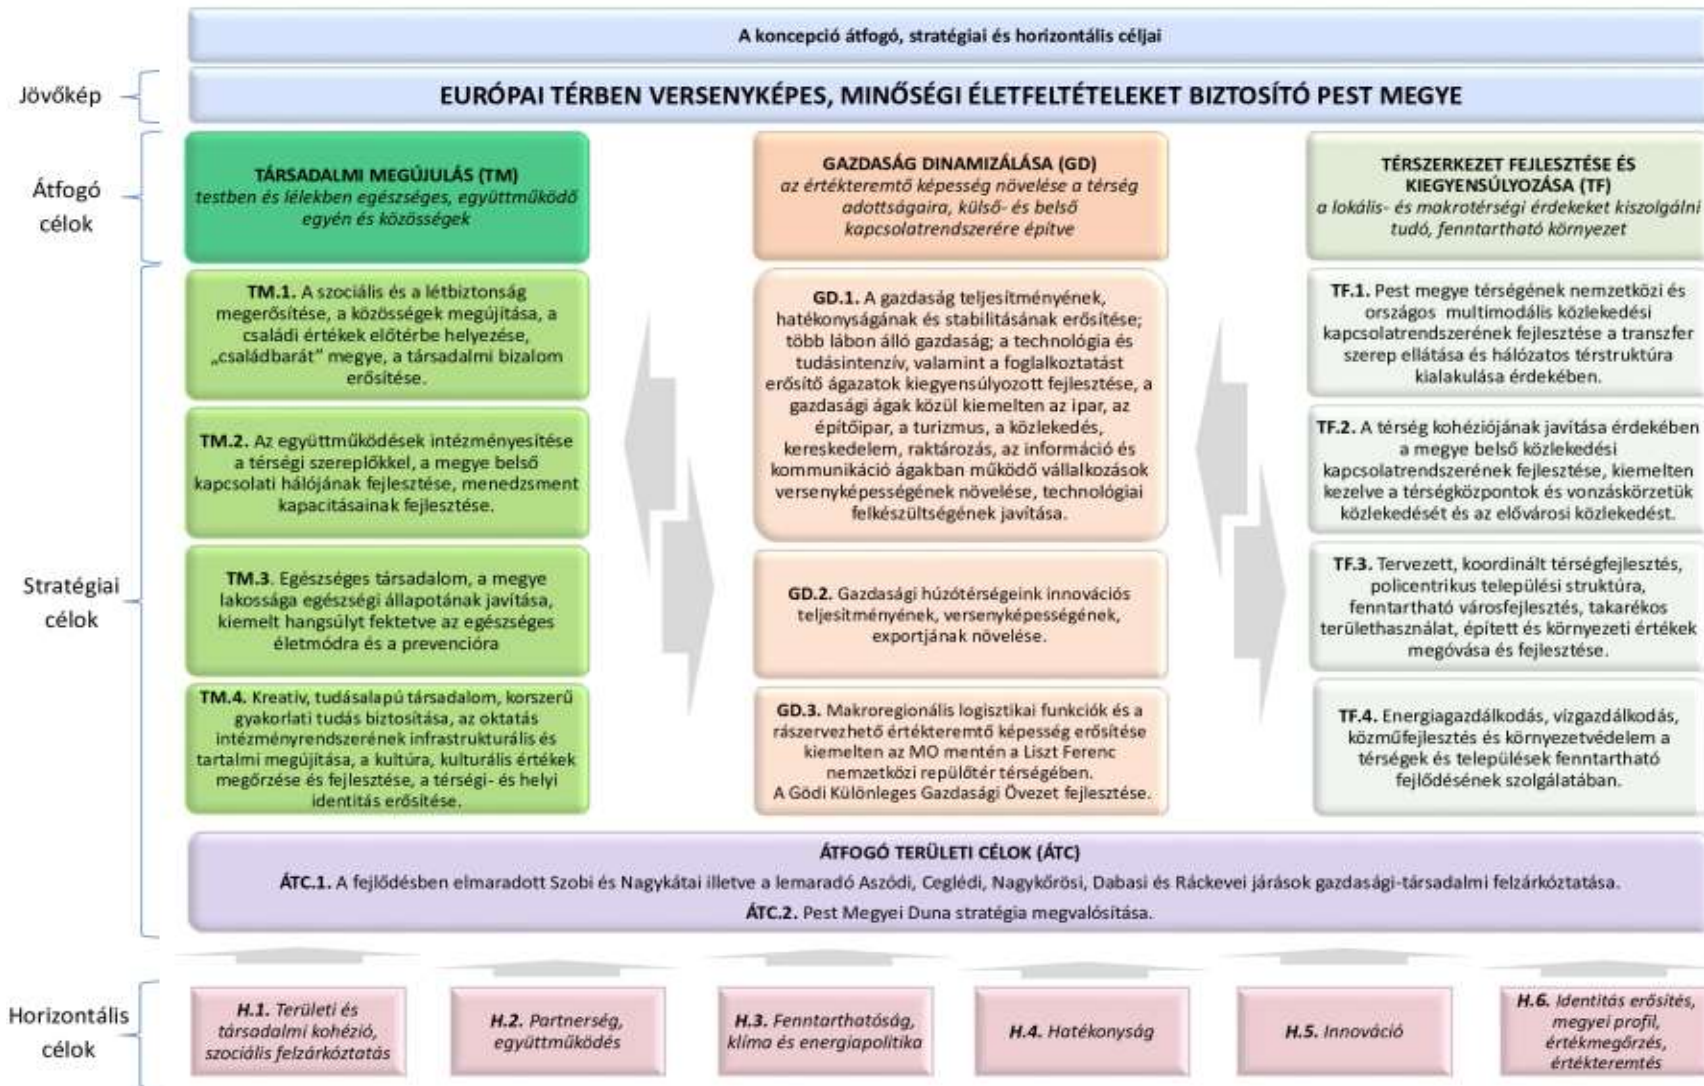 A koncepció átfogó, stratégiai és horizontális céljai
Jövőkép
EURÓPAI TÉRBEN VERSENYKÉPES, MINŐSÉGI ÉLETFELTÉTELEKET BIZTOSÍTÓ PEST MEGYE
Átfogó
célok
TÁRSADALMI MEGÚJULÁS (TM)
testben és lélekben egészséges, együttműködő
egyén és közösségek
GAZDASÁG DINAMIZÁLÁSA (GD)
az értékteremtő képesség növelése a térség
adottságaira, külső- és belső
kapcsolatrendszerére építve
TÉRSZERKEZET FEJLESZTÉSE ÉS
KIEGYENSÚLYOZÁSA (TF)
a lokális- és makrotérségi érdekeket kiszolgálni
tudó, fenntartható környezet
Stratégiai
célok
TM.1. A szociális és a létbiztonság
megerősítése, a közösségek megújítása, a
családi értékek előtérbe helyezése,
„családbarát” megye, a társadalmi bizalom
erősítése.
TM.2. Az együttműködések intézményesítése
a térségi szereplőkkel, a megye belső
kapcsolati hálójának fejlesztése, menedzsment
kapacitásainak fejlesztése.
TM.3. Egészséges társadalom, a megye
lakossága egészségi állapotának javítása,
kiemelt hangsúlyt fektetve az egészséges
életmódra és a prevencióra
TM.4. Kreatív, tudásalapú társadalom, korszerű
gyakorlati tudás biztosítása, az oktatás
intézményrendszerének infrastrukturális és
tartalmi megújítása, a kultúra, kulturális értékek
megőrzése és fejlesztése, a térségi- és helyi
identitás erősítése.
GD.1. A gazdaság teljesítményének,
hatékonyságának és stabilitásának erősítése;
több lábon álló gazdaság; a technológia és
tudásintenzív, valamint a foglalkoztatást
erősítő ágazatok kiegyensúlyozott fejlesztése, a
gazdasági ágak közül kiemelten az ipar, az
építőipar, a turizmus, a közlekedés,
kereskedelem, raktározás, az információ és
kommunikáció ágakban működő vállalkozások
versenyképességének növelése, technológiai
felkészültségének javítása.
GD.2. Gazdasági húzótérségeink innovációs
teljesítményének, versenyképességének,
exportjának növelése.
GD.3. Makroregionális logisztikai funkciók és a
rászervezhető értékteremtő képesség erősítése
kiemelten az MO mentén a Liszt Ferenc
nemzetközi repülőtér térségében.
A Gödi Különleges Gazdasági Övezet fejlesztése.
TF.1. Pest megye térségének nemzetközi és
országos multimodális közlekedési
kapcsolatrendszerének fejlesztése a transzfer
szerep ellátása és hálózatos térstruktúra
kialakulása érdekében.
TF.2. A térség kohéziójának javítása érdekében
a megye belső közlekedési
kapcsolatrendszerének fejlesztése, kiemelten
kezelve a térségközpontok és vonzáskörzetük
közlekedését és az elővárosi közlekedést.
TF.3. Tervezett, koordinált térségfejlesztés,
policentrikus települési struktúra,
fenntartható városfejlesztés, takarékos
területhasználat, épített és környezeti értékek
megóvása és fejlesztése.
TF.4. Energiagazdálkodás, vízgazdálkodás,
közműfejlesztés és környezetvédelem a
térségek és települések fenntartható
fejlődésének szolgálatában.
ÁTFOGÓ TERÜLETI CÉLOK (ÁTC)
ÁTC.1. A fejlődésben elmaradott Szobi és Nagykátai illetve a lemaradó Aszódi, Ceglédi, Nagykőrösi, Dabasi és Ráckevei járások gazdasági-társadalmi felzárkóztatása.
ÁTC.2. Pest Megyei Duna stratégia megvalósítása.
Horizontális
célok
H.1. Területi és
társadalmi kohézió,
szociális felzárkóztatás
H.2. Partnerség,
együttműködés
H.3. Fenntarthatóság,
klíma és energiapolitika
H.4. Hatékonyság
H.5. Innováció
H.6. Identitás erősítés,
megyei profil,
értékmegőrzés,
értékteremtés